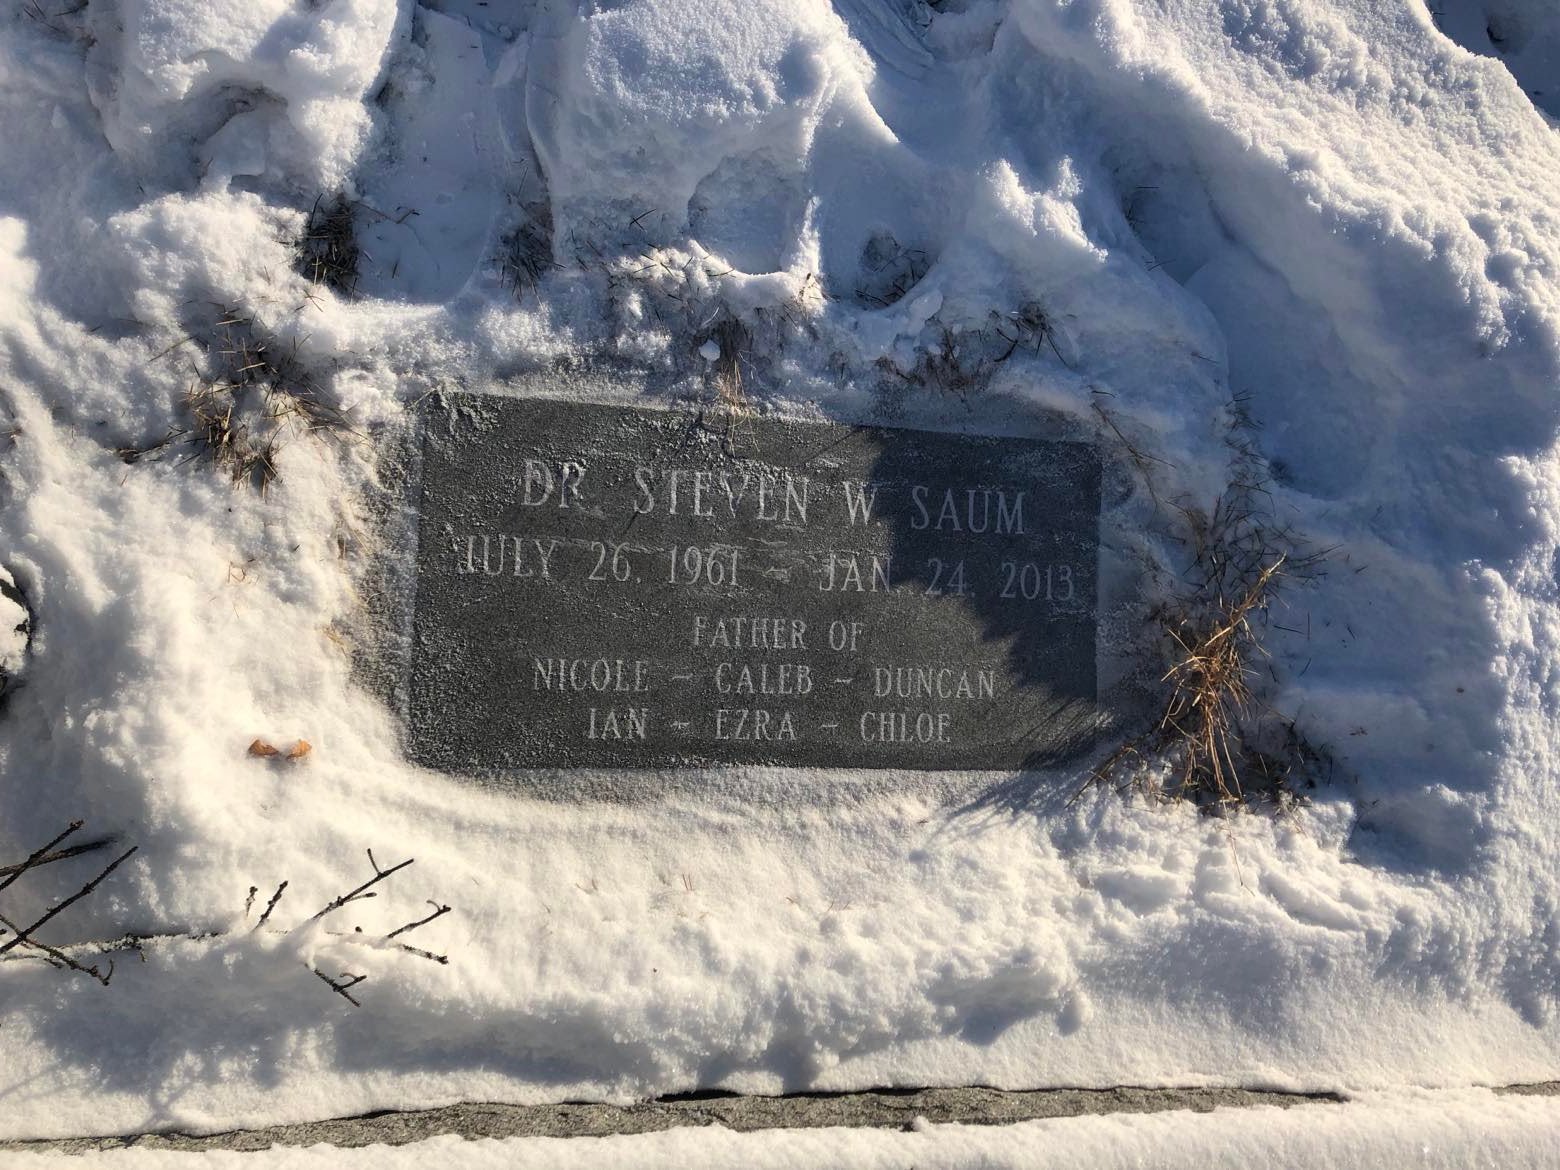 DR. STEVEN W. SAUM
JULY 26, 1961 - JAN. 24, 2013
FATHER OF
NICOLE - CALEB - DUNCAN
IAN - EZRA - CHLOE